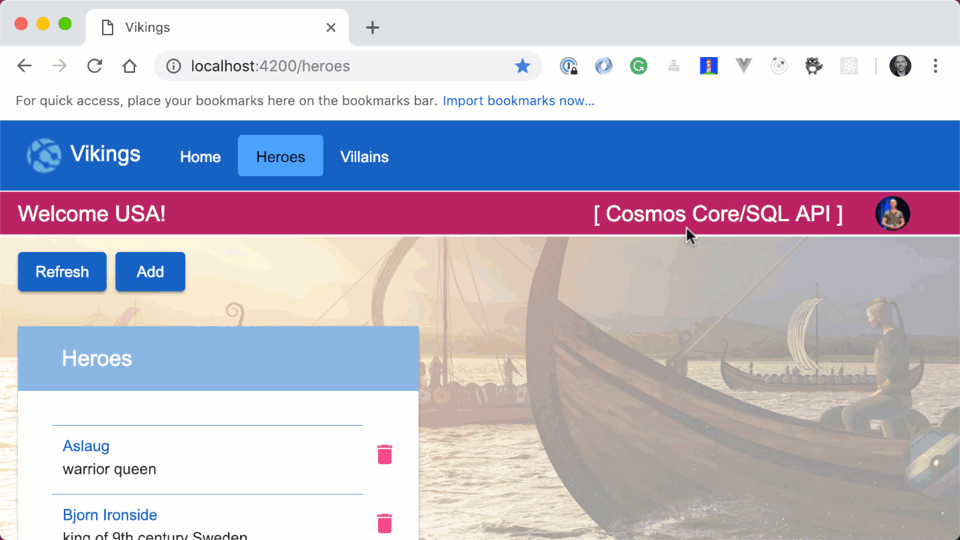 Vikings
localhost:4200/heroes
For quick access, place your bookmarks here on the bookmarks bar. Import bookmarks now...
Vikings Home Heroes Villains
Welcome USA! [ Cosmos Core/SQL API ]
Refresh Add
Heroes
Aslaug
warrior queen
Bjorn Ironside
king of 9th century Sweden